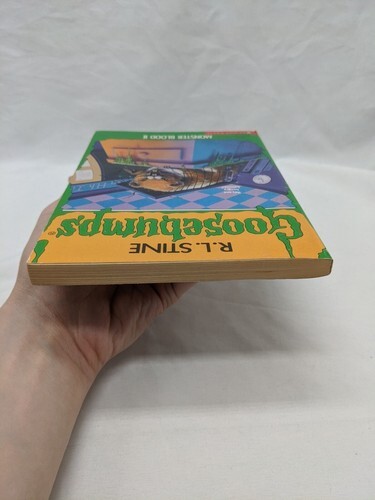 R.L. STINE
Goosebumps
MONSTER BLOOD II